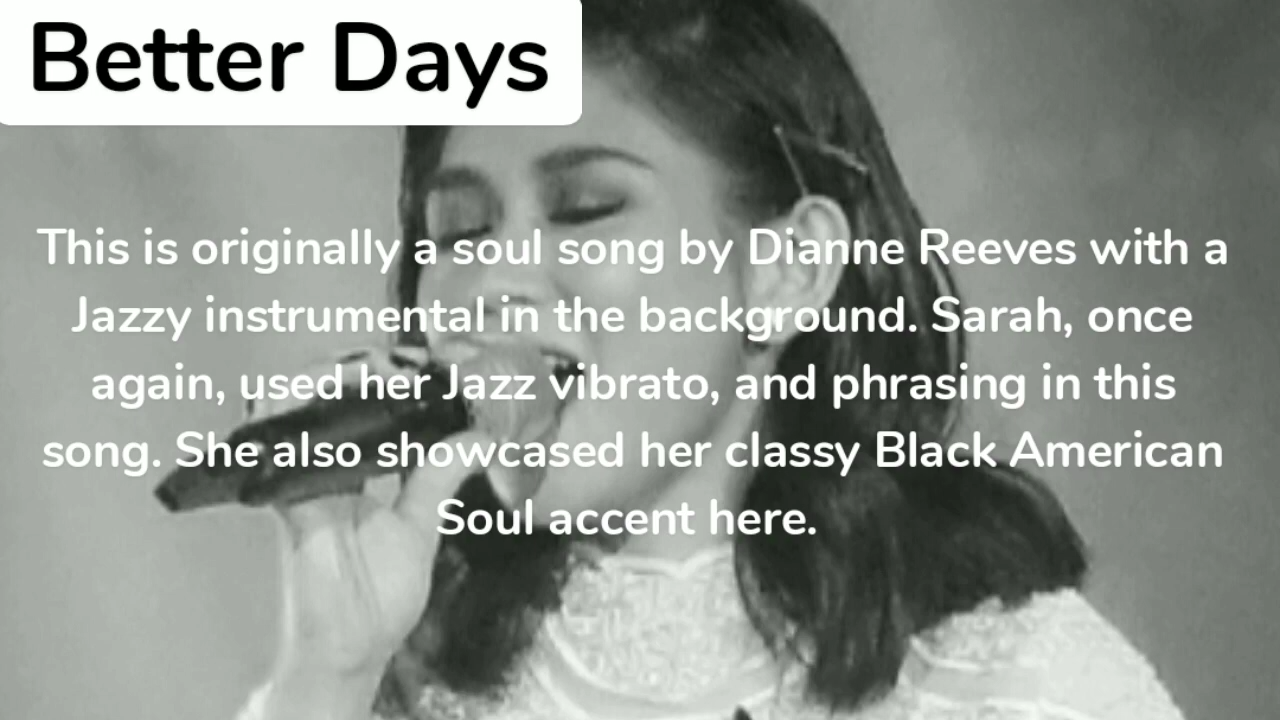 Better Days
This is originally a soul song by Dianne Reeves with a
Jazzy instrumental in the background. Sarah, once
again, used her Jazz vibrato, and phrasing in this
song. She also showcased her classy Black American
Soul accent here.